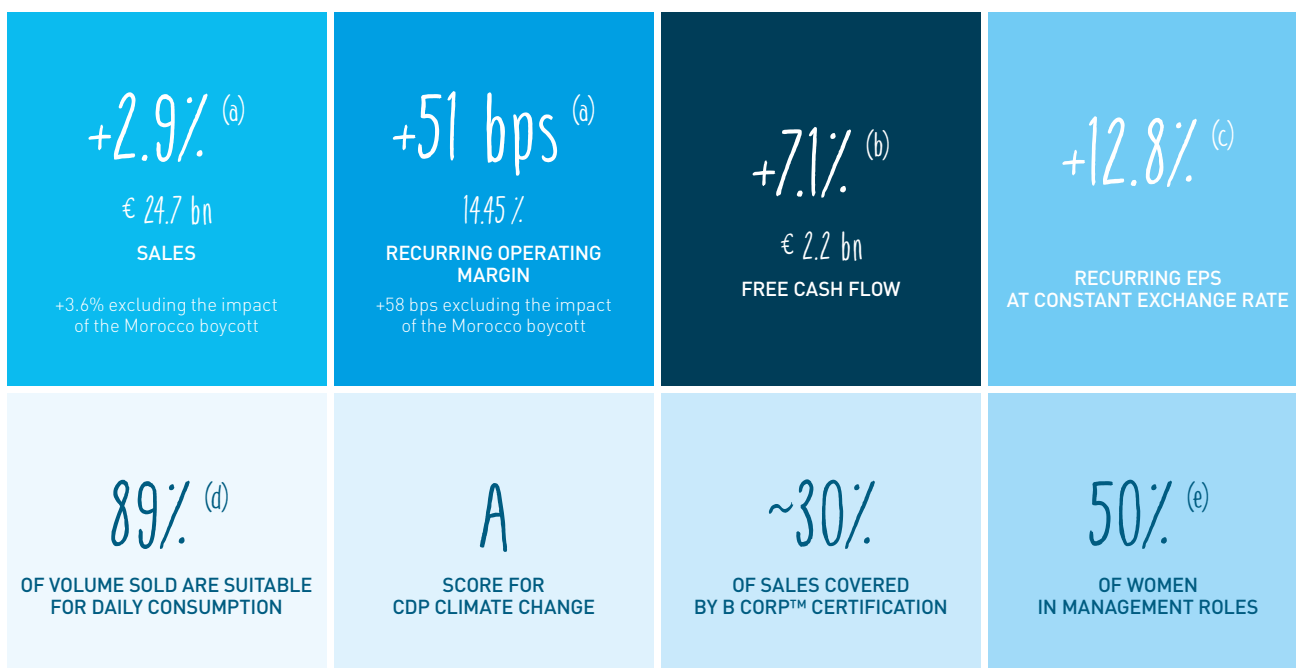 +2.9% (a)
€ 24.7 bn
SALES
+3.6% excluding the impact
of the Morocco boycott
+51 bps (a)
14.45 %
RECURRING OPERATING
MARGIN
+58 bps excluding the impact
of the Morocco boycott
+7.1% (b)
€ 2.2 bn
FREE CASH FLOW
+12.8% (c)
RECURRING EPS
AT CONSTANT EXCHANGE RATE
89% (d)
OF VOLUME SOLD ARE SUITABLE
FOR DAILY CONSUMPTION
A
SCORE FOR
CDP CLIMATE CHANGE
~30%
OF SALES COVERED
BY B CORP™ CERTIFICATION
50% (e)
OF WOMEN
IN MANAGEMENT ROLES